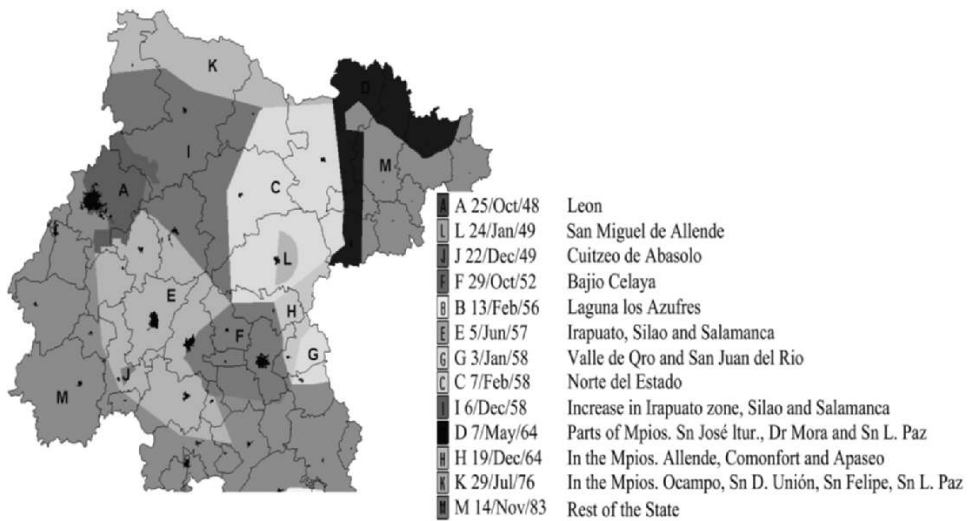 K
D
I
M
A
C
L
E
H
F
G
J
M
A A 25/Oct/48 Leon
L L 24/Jan/49 San Miguel de Allende
J J 22/Dec/49 Cuitzeo de Abasolo
F F 29/Oct/52 Bajio Celaya
B B 13/Feb/56 Laguna los Azufres
E E 5/Jun/57 Irapuato, Silao and Salamanca
G G 3/Jan/58 Valle de Qro and San Juan del Rio
C C 7/Feb/58 Norte del Estado
I I 6/Dec/58 Increase in Irapuato zone, Silao and Salamanca
D 7/May/64 Parts of Mpios. Sn José Itur., Dr Mora and Sn L. Paz
H H 19/Dec/64 In the Mpios. Allende, Comonfort and Apaseo
K K 29/Jul/76 In the Mpios. Ocampo, Sn D. Unión, Sn Felipe, Sn L. Paz
M M 14/Nov/83 Rest of the State